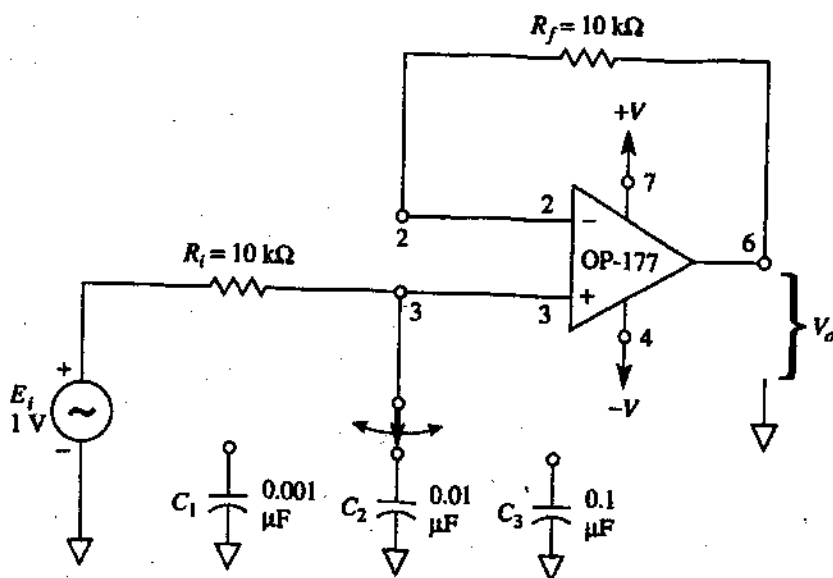 R_f = 10 kΩ
+V
7
2
2
−
OP-177
6
R_i = 10 kΩ
3
3
+
4
V_o
−V
+
E_i
1 V
−
C_1
0.001
μF
C_2
0.01
μF
C_3
0.1
μF